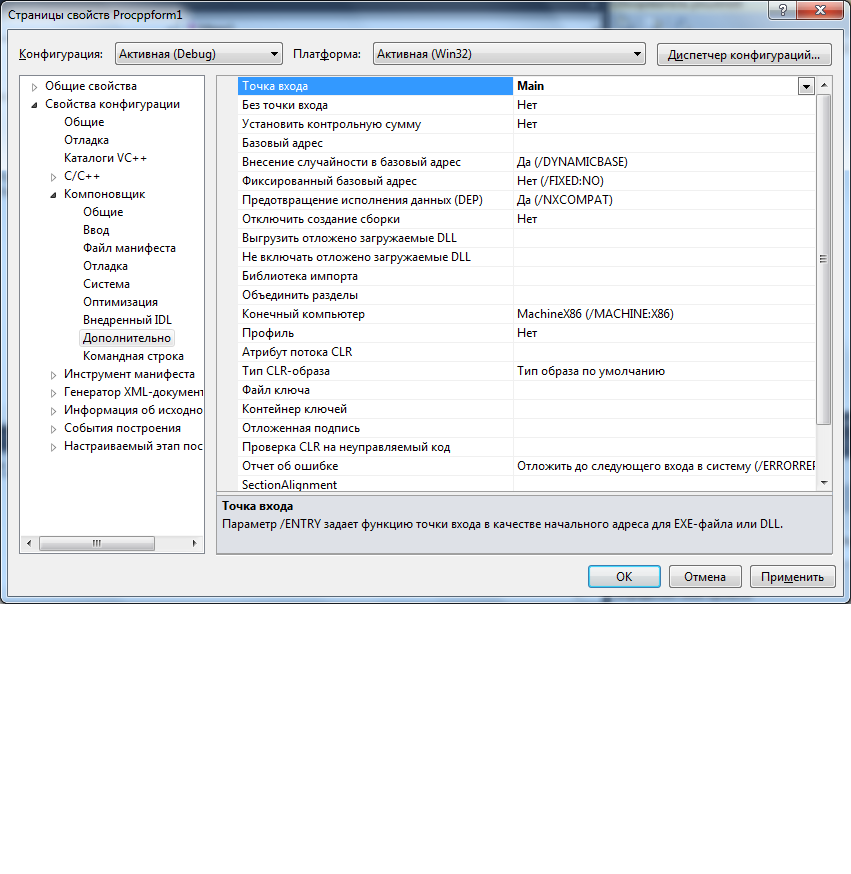 Страницы свойств Procppform1
Конфигурация: Активная (Debug) Платформа: Активная (Win32) Диспетчер конфигураций...
Общие свойства
Свойства конфигурации
Общие
Отладка
Каталоги VC++
C/C++
Компоновщик
Общие
Ввод
Файл манифеста
Отладка
Система
Оптимизация
Внедренный IDL
Дополнительно
Командная строка
Инструмент манифеста
Генератор XML-документ
Информация об исходно
События построения
Настраиваемый этап пос
Точка входа Main
Без точки входа Нет
Установить контрольную сумму Нет
Базовый адрес
Внесение случайности в базовый адрес Да (/DYNAMICBASE)
Фиксированный базовый адрес Нет (/FIXED:NO)
Предотвращение исполнения данных (DEP) Да (/NXCOMPAT)
Отключить создание сборки Нет
Выгрузить отложено загружаемые DLL
Не включать отложено загружаемые DLL
Библиотека импорта
Объединить разделы
Конечный компьютер MachineX86 (/MACHINE:X86)
Профиль Нет
Атрибут потока CLR
Тип CLR-образа Тип образа по умолчанию
Файл ключа
Контейнер ключей
Отложенная подпись
Проверка CLR на неуправляемый код
Отчет об ошибке Отложить до следующего входа в систему (/ERRORREP
SectionAlignment
Точка входа
Параметр /ENTRY задает функцию точки входа в качестве начального адреса для EXE-файла или DLL.
ОК Отмена Применить